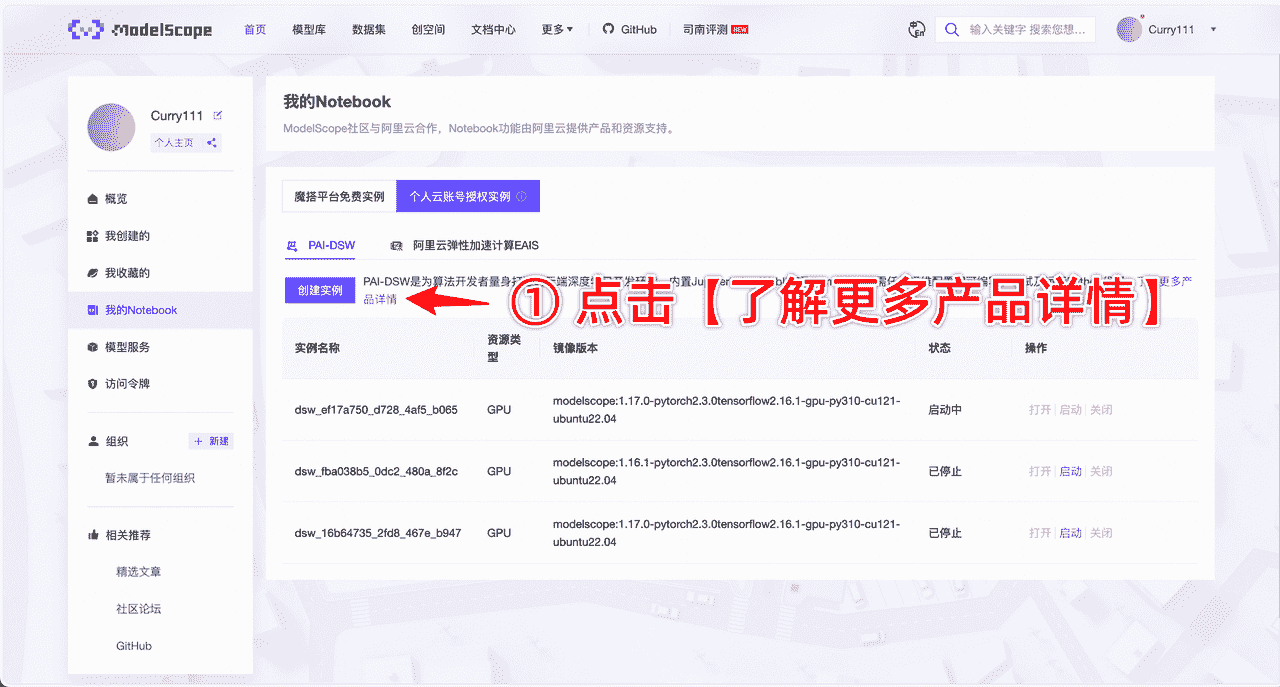 ModelScope 首页 模型库 数据集 创空间 文档中心 更多 GitHub 司南评测 NEW 输入关键字 搜索您想... Curry111
Curry111
个人主页
概览
我创建的
我收藏的
我的Notebook
模型服务
访问令牌
组织 + 新建
暂未属于任何组织
相关推荐
精选文章
社区论坛
GitHub
我的Notebook
ModelScope社区与阿里云合作，Notebook功能由阿里云提供产品和资源支持。
魔搭平台免费实例 个人云账号授权实例
PAI-DSW 阿里云弹性加速计算EAIS
创建实例 PAI-DSW是为算法开发者量身打
品详情
① 点击【了解更多产品详情】
实例名称 资源类型 镜像版本 状态 操作
dsw_ef17a750_d728_4af5_b065 GPU modelscope:1.17.0-pytorch2.3.0tensorflow2.16.1-gpu-py310-cu121-ubuntu22.04 启动中 打开 启动 关闭
dsw_fba038b5_0dc2_480a_8f2c GPU modelscope:1.16.1-pytorch2.3.0tensorflow2.16.1-gpu-py310-cu121-ubuntu22.04 已停止 打开 启动 关闭
dsw_16b64735_2fd8_467e_b947 GPU modelscope:1.17.0-pytorch2.3.0tensorflow2.16.1-gpu-py310-cu121-ubuntu22.04 已停止 打开 启动 关闭